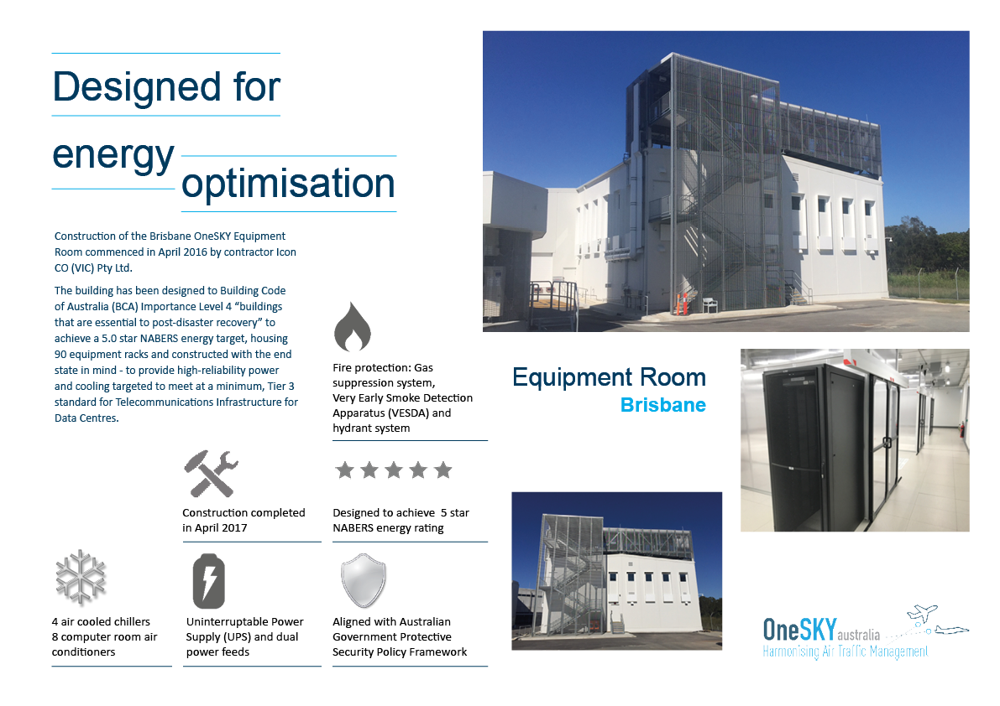 Designed for
energy
optimisation
Construction of the Brisbane OneSKY Equipment
Room commenced in April 2016 by contractor Icon
CO (VIC) Pty Ltd.
The building has been designed to Building Code
of Australia (BCA) Importance Level 4 “buildings
that are essential to post-disaster recovery” to
achieve a 5.0 star NABERS energy target, housing
90 equipment racks and constructed with the end
state in mind - to provide high-reliability power
and cooling targeted to meet at a minimum, Tier 3
standard for Telecommunications Infrastructure for
Data Centres.
Fire protection: Gas
suppression system,
Very Early Smoke Detection
Apparatus (VESDA) and
hydrant system
Construction completed
in April 2017
Designed to achieve  5 star
NABERS energy rating
4 air cooled chillers
8 computer room air
conditioners
Uninterruptable Power
Supply (UPS) and dual
power feeds
Aligned with Australian
Government Protective
Security Policy Framework
Equipment Room
Brisbane
OneSKY australia
Harmonising Air Traffic Management